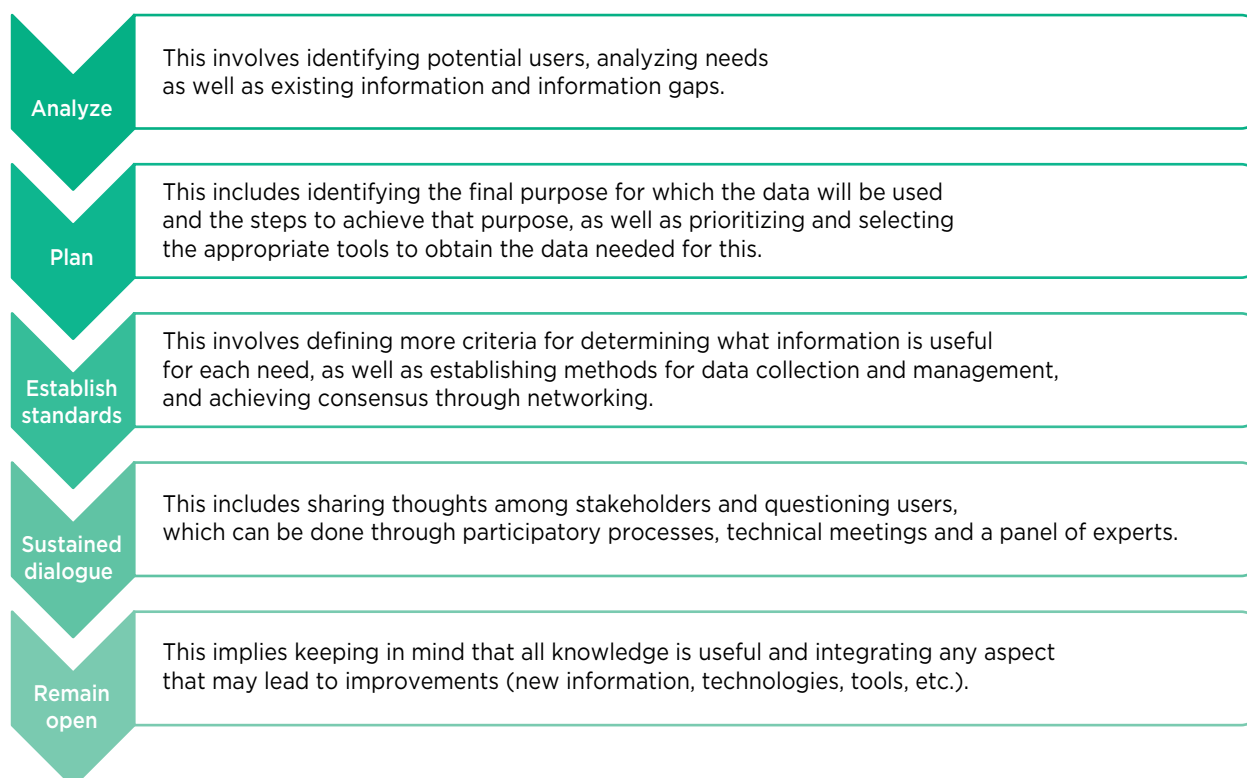 Analyze
This involves identifying potential users, analyzing needs
as well as existing information and information gaps.
Plan
This includes identifying the final purpose for which the data will be used
and the steps to achieve that purpose, as well as prioritizing and selecting
the appropriate tools to obtain the data needed for this.
Establish
standards
This involves defining more criteria for determining what information is useful
for each need, as well as establishing methods for data collection and management,
and achieving consensus through networking.
Sustained
dialogue
This includes sharing thoughts among stakeholders and questioning users,
which can be done through participatory processes, technical meetings and a panel of experts.
Remain
open
This implies keeping in mind that all knowledge is useful and integrating any aspect
that may lead to improvements (new information, technologies, tools, etc.).